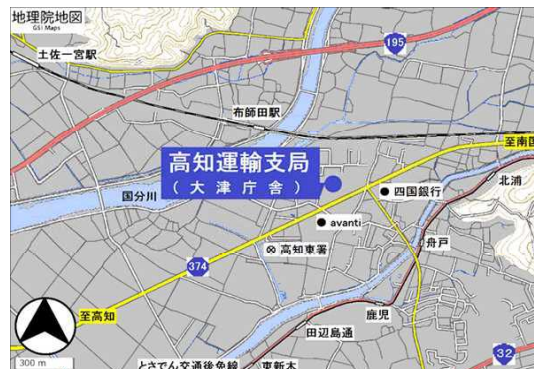 地理院地図
GSI Maps
土佐一宮駅
195
布師田駅
至南国
高知運輸支局
(大津庁舎)
国分川
四国銀行
北浦
avanti
高知東署
舟戸
374
至高知
鹿児
田辺島通
とさでん交通後免線
東新木
32
300 m